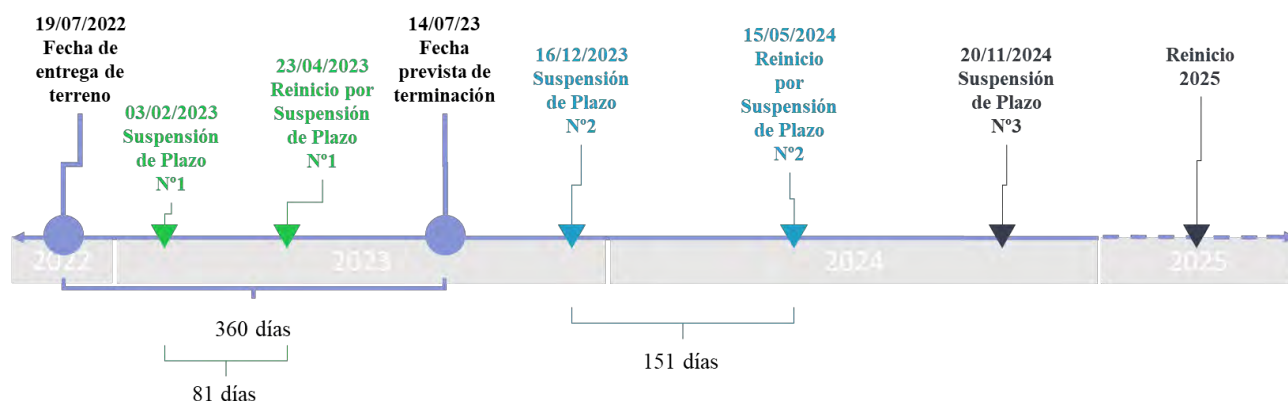 19/07/2022
Fecha de
entrega de
terreno
03/02/2023
Suspensión
de Plazo
Nº1
23/04/2023
Reinicio por
Suspensión
de Plazo
Nº1
14/07/23
Fecha
prevista de
terminación
16/12/2023
Suspensión
de Plazo
Nº2
15/05/2024
Reinicio
por
Suspensión
de Plazo
Nº2
20/11/2024
Suspensión
de Plazo
Nº3
Reinicio
2025
2022
2023
2024
2025
360 días
81 días
151 días